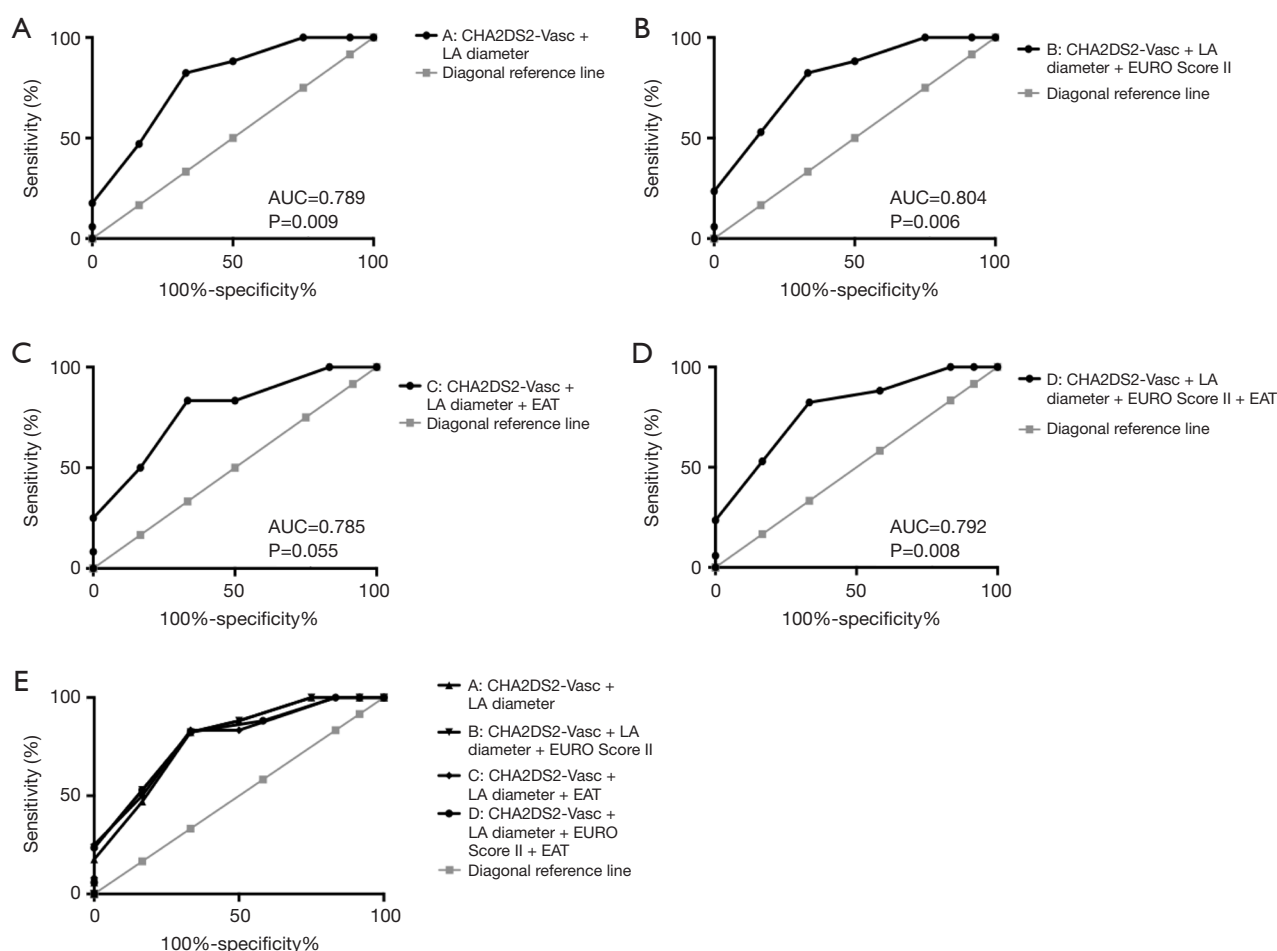 A
100
50
0
Sensitivity (%)
A: CHA2DS2-Vasc +
LA diameter
Diagonal reference line
AUC=0.789
P=0.009
0 50 100
100%-specificity%
B
100
50
0
Sensitivity (%)
B: CHA2DS2-Vasc + LA
diameter + EURO Score II
Diagonal reference line
AUC=0.804
P=0.006
0 50 100
100%-specificity%
C
100
50
0
Sensitivity (%)
C: CHA2DS2-Vasc +
LA diameter + EAT
Diagonal reference line
AUC=0.785
P=0.055
0 50 100
100%-specificity%
D
100
50
0
Sensitivity (%)
D: CHA2DS2-Vasc + LA
diameter + EURO Score II + EAT
Diagonal reference line
AUC=0.792
P=0.008
0 50 100
100%-specificity%
E
100
50
0
Sensitivity (%)
A: CHA2DS2-Vasc +
LA diameter
B: CHA2DS2-Vasc + LA
diameter + EURO Score II
C: CHA2DS2-Vasc +
LA diameter + EAT
D: CHA2DS2-Vasc +
LA diameter + EURO
Score II + EAT
Diagonal reference line
0 50 100
100%-specificity%